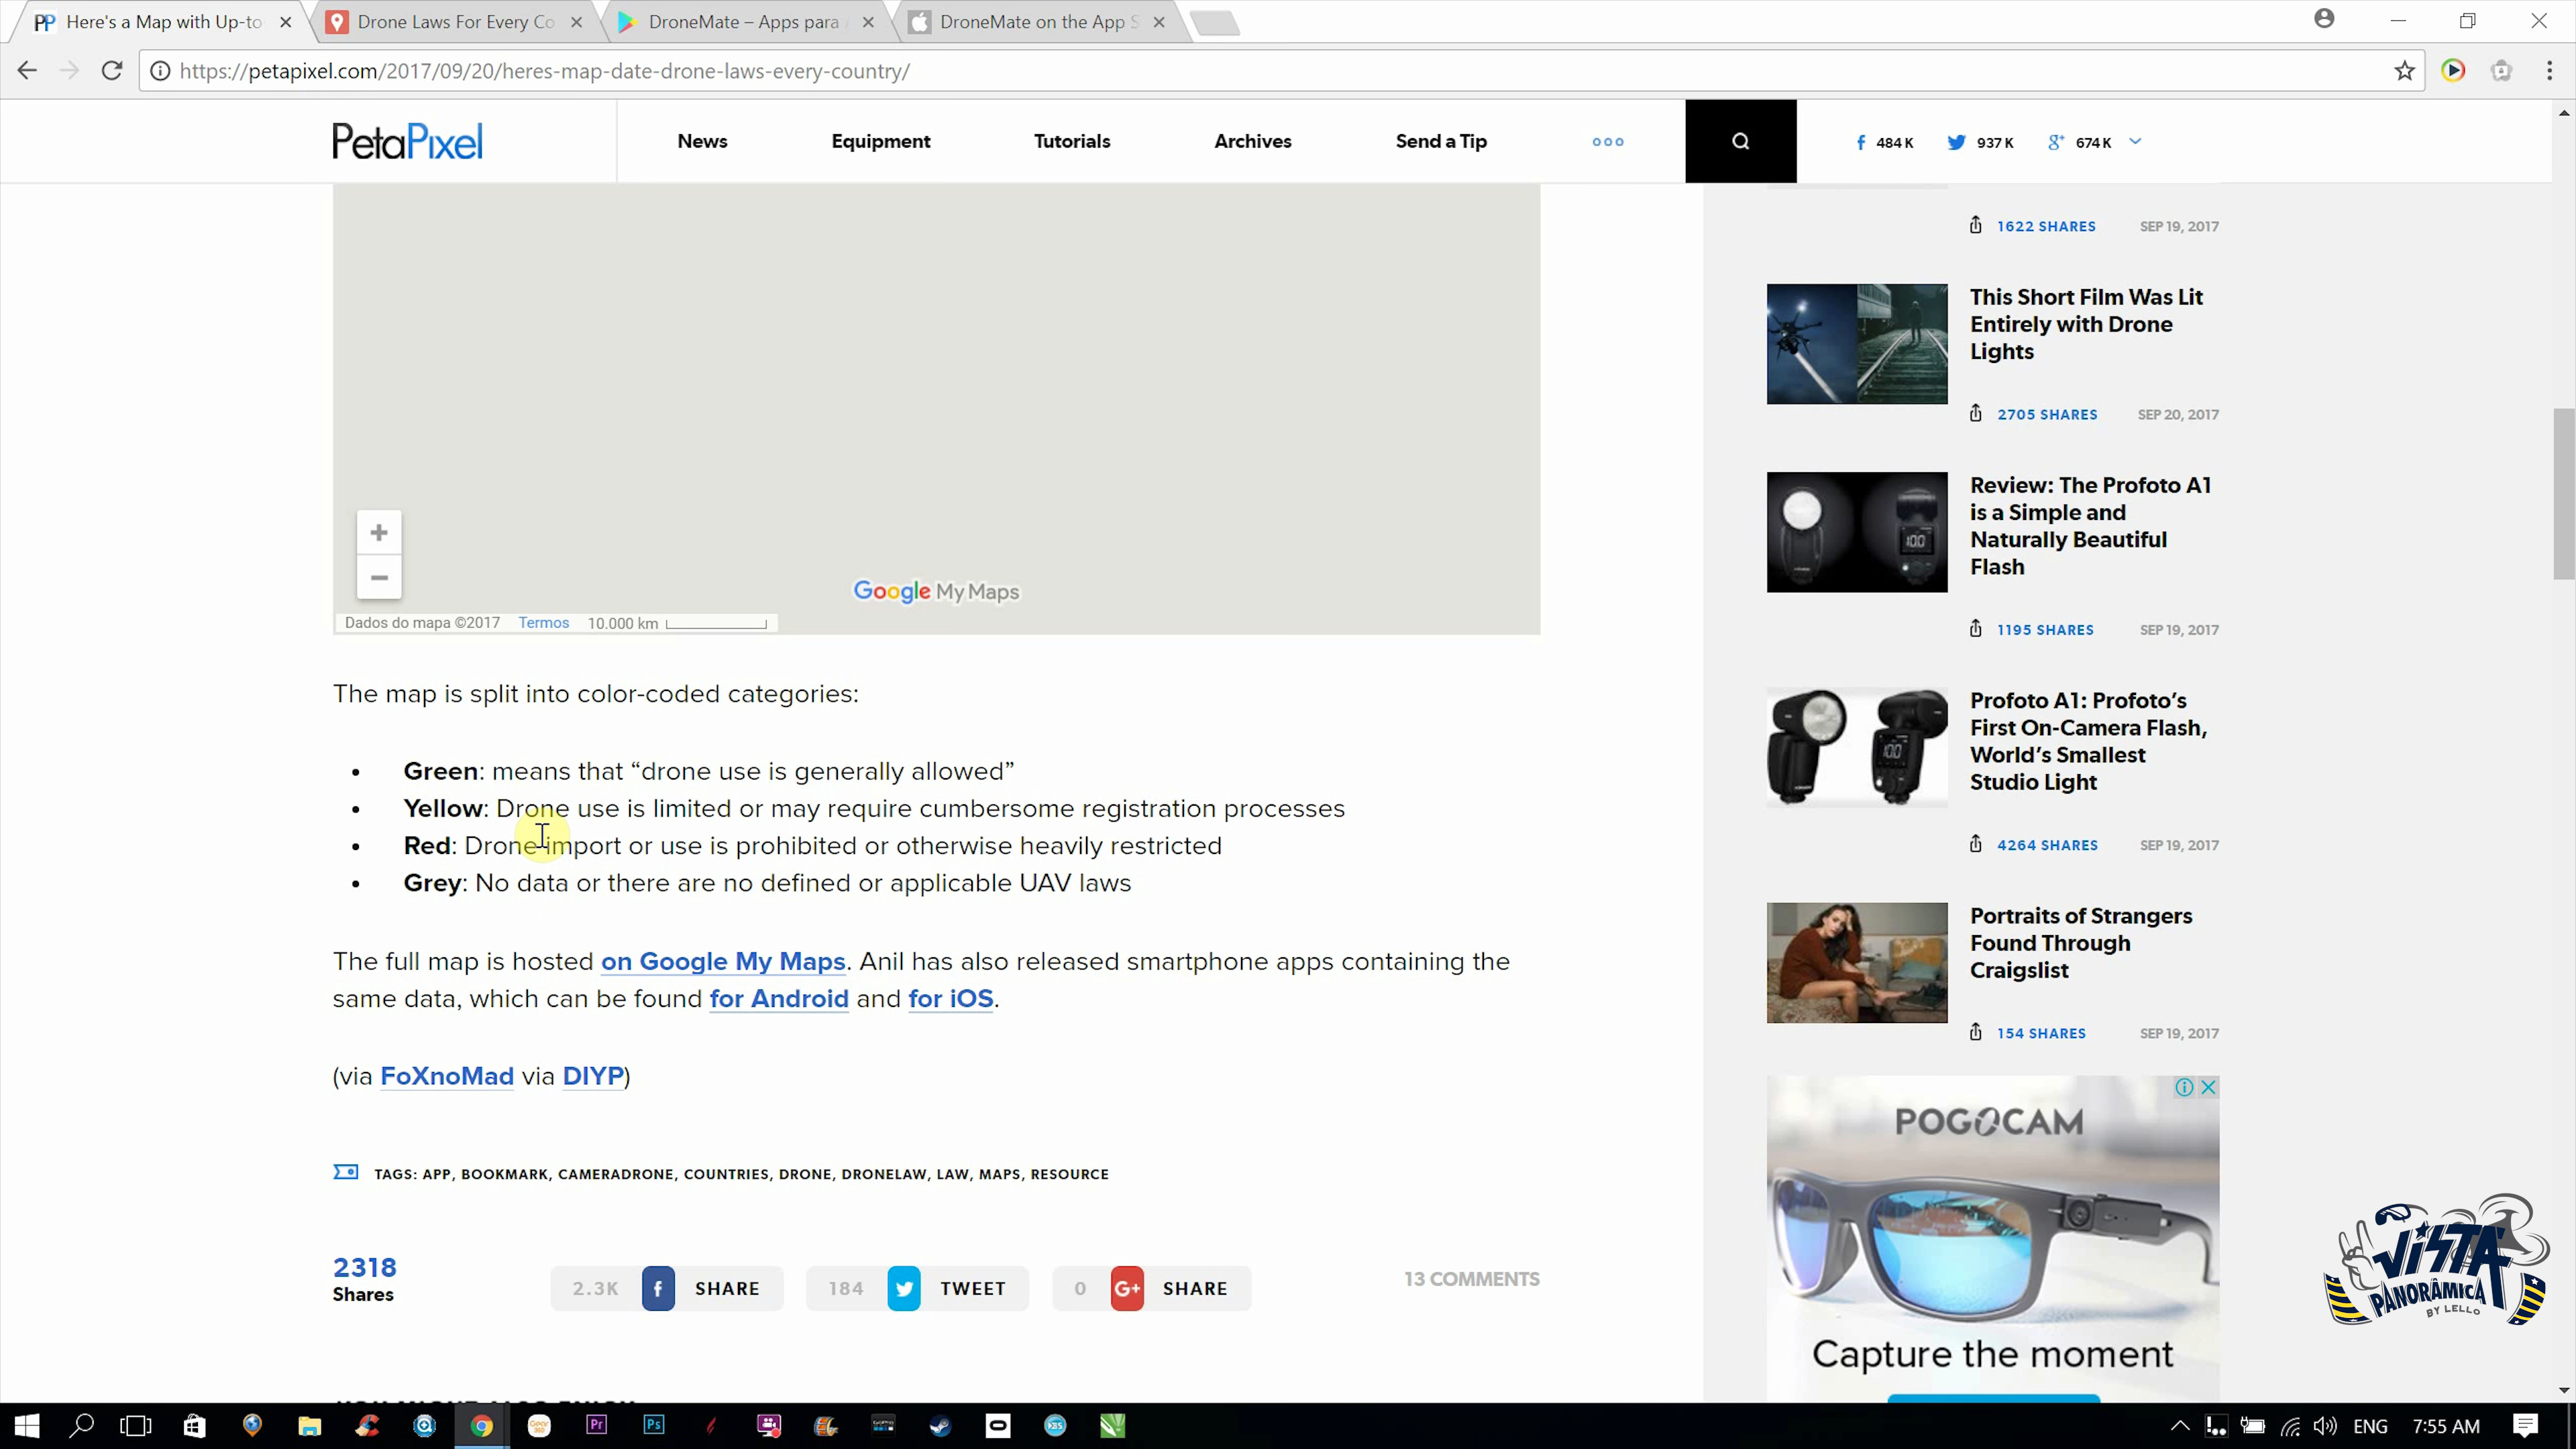 Here's a Map with Up-to
Drone Laws For Every Co
DroneMate – Apps para
DroneMate on the App S
https://petapixel.com/2017/09/20/heres-map-date-drone-laws-every-country/
PetaPixel
News
Equipment
Tutorials
Archives
Send a Tip
484 K
937 K
674 K
1622 SHARES
SEP 19, 2017
This Short Film Was Lit
Entirely with Drone
Lights
2705 SHARES
SEP 20, 2017
Review: The Profoto A1
is a Simple and
Naturally Beautiful
Flash
1195 SHARES
SEP 19, 2017
Profoto A1: Profoto's
First On-Camera Flash,
World's Smallest
Studio Light
4264 SHARES
SEP 19, 2017
Portraits of Strangers
Found Through
Craigslist
154 SHARES
SEP 19, 2017
Google My Maps
Dados do mapa ©2017 Termos 10.000 km
The map is split into color-coded categories:
• Green: means that “drone use is generally allowed”
• Yellow: Drone use is limited or may require cumbersome registration processes
• Red: Drone import or use is prohibited or otherwise heavily restricted
• Grey: No data or there are no defined or applicable UAV laws
The full map is hosted on Google My Maps. Anil has also released smartphone apps containing the
same data, which can be found for Android and for iOS.
(via FoXnoMad via DIYP)
TAGS: APP, BOOKMARK, CAMERADRONE, COUNTRIES, DRONE, DRONELAW, LAW, MAPS, RESOURCE
2318
Shares
2.3K SHARE
184 TWEET
0 G+ SHARE
13 COMMENTS
POGOCAM
Capture the moment
VISTA
PANORÂMICA
BY LELLO
ENG
7:55 AM